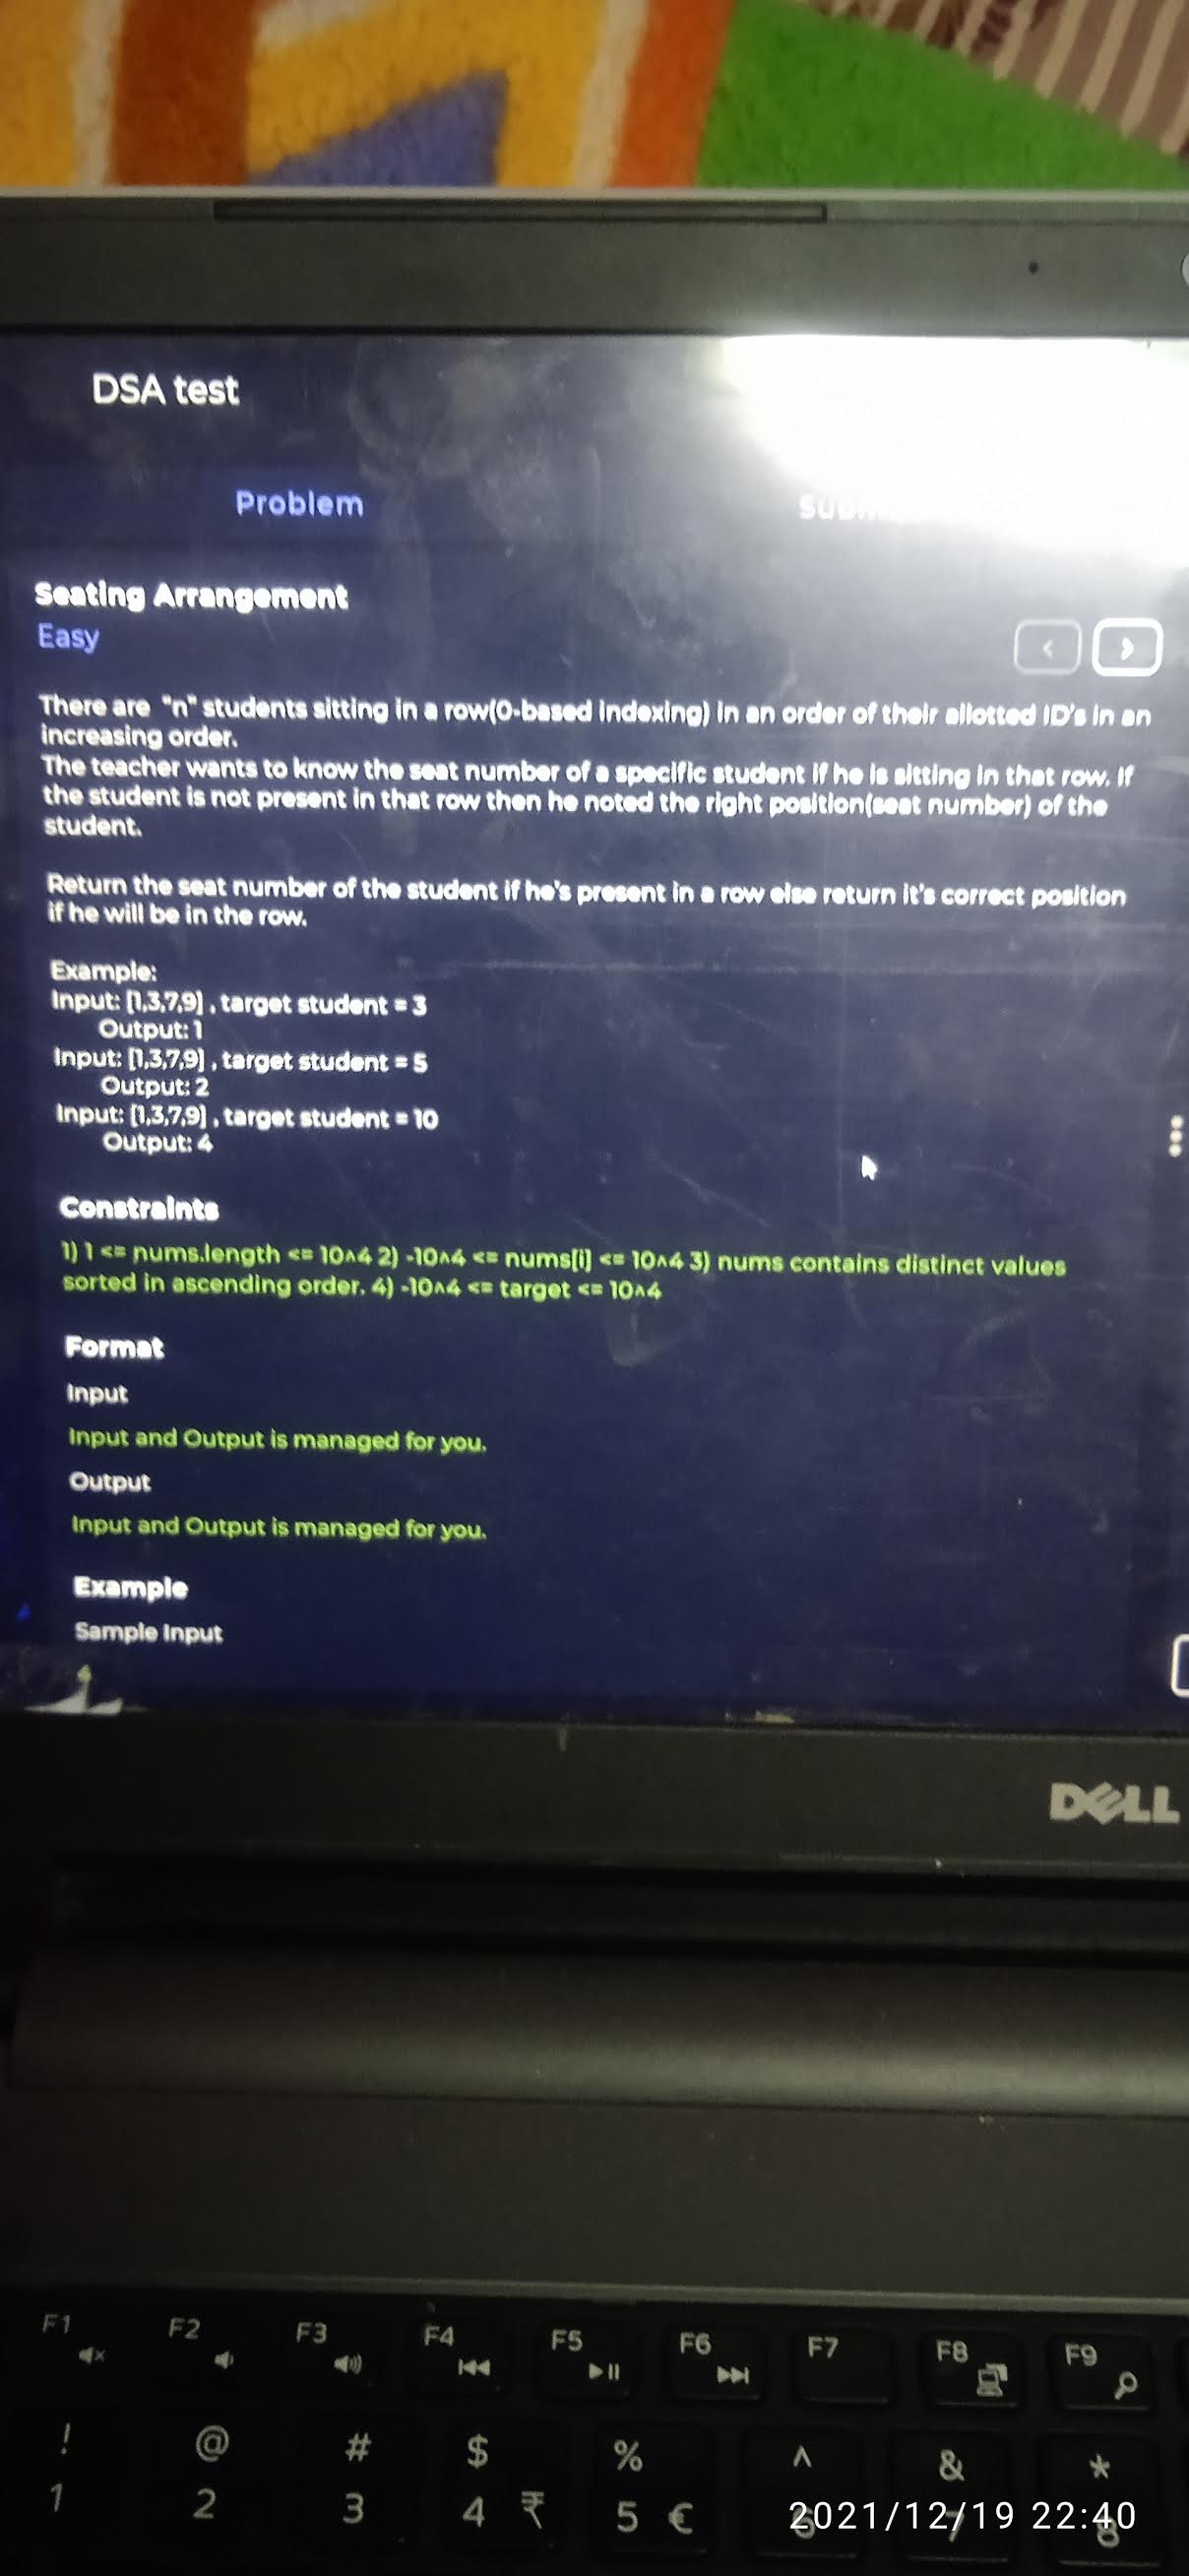 DSA test
Problem
Seating Arrangement
Easy
There are "n" students sitting in a row(0-based indexing) in an order of their allotted ID's in an
increasing order.
The teacher wants to know the seat number of a specific student if he is sitting in that row. If
the student is not present in that row then he noted the right position(seat number) of the
student.
Return the seat number of the student if he's present in a row else return it's correct position
if he will be in the row.
Example:
Input: [1,3,7,9] , target student = 3
Output: 1
Input: [1,3,7,9] , target student = 5
Output: 2
Input: [1,3,7,9] , target student = 10
Output: 4
Constraints
1) 1 <= nums.length <= 10^4 2) -10^4 <= nums[i] <= 10^4 3) nums contains distinct values
sorted in ascending order. 4) -10^4 <= target <= 10^4
Format
Input
Input and Output is managed for you.
Output
Input and Output is managed for you.
Example
Sample Input
4
DELL
F1 F2 F3 F4 F5 F6 F7 F8 F9
! @ # $ % ^ & *
1 2 3 4 ₹ 5 € 6 7 8
2021/12/19 22:40